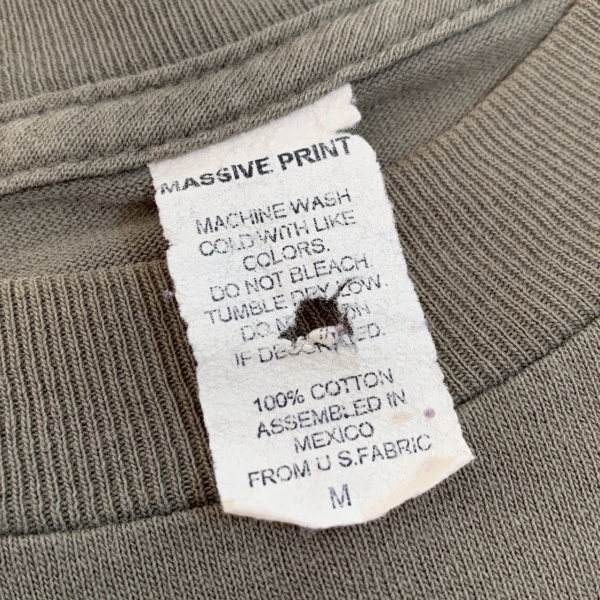 MASSIVE PRINT
MACHINE WASH
COLD WITH LIKE
COLORS.
DO NOT BLEACH
TUMBLE DRY LOW.
DO
IF
100% COTTON
ASSEMBLED IN
MEXICO
FROM U S.FABRIC
M